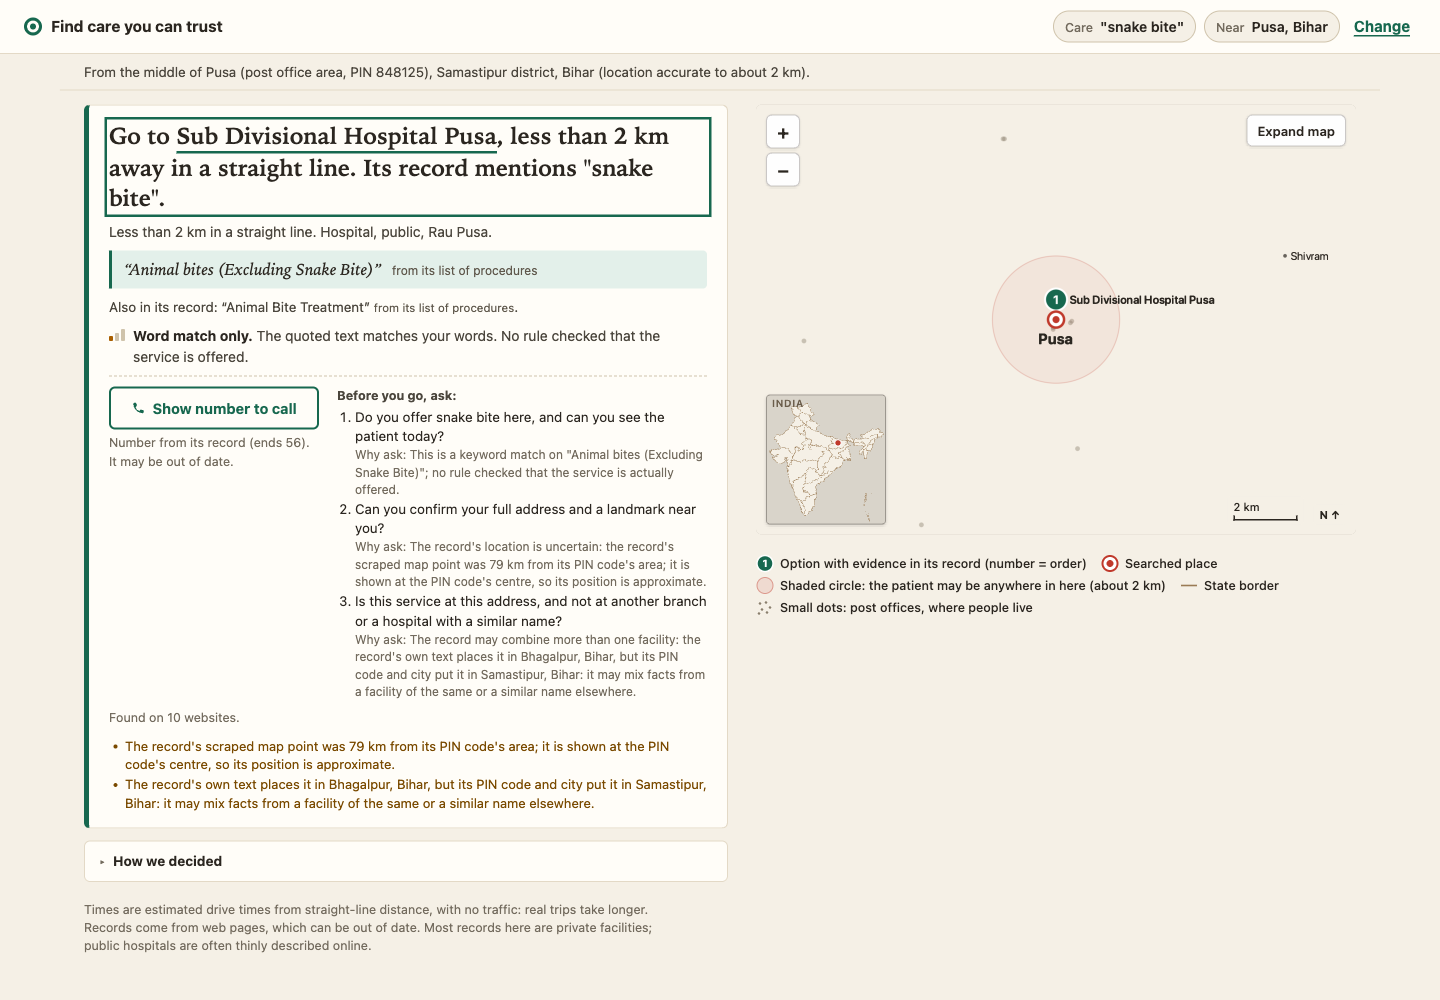 Find care you can trust
Care "snake bite"
Near Pusa, Bihar
Change
From the middle of Pusa (post office area, PIN 848125), Samastipur district, Bihar (location accurate to about 2 km).
Go to Sub Divisional Hospital Pusa, less than 2 km
away in a straight line. Its record mentions "snake
bite".
Less than 2 km in a straight line. Hospital, public, Rau Pusa.
“Animal bites (Excluding Snake Bite)” from its list of procedures
Also in its record: “Animal Bite Treatment” from its list of procedures.
Word match only. The quoted text matches your words. No rule checked that the
service is offered.
Show number to call
Number from its record (ends 56).
It may be out of date.
Before you go, ask:
1. Do you offer snake bite here, and can you see the
patient today?
Why ask: This is a keyword match on "Animal bites (Excluding
Snake Bite)"; no rule checked that the service is actually
offered.
2. Can you confirm your full address and a landmark near
you?
Why ask: The record's location is uncertain: the record's
scraped map point was 79 km from its PIN code's area; it is
shown at the PIN code's centre, so its position is approximate.
3. Is this service at this address, and not at another branch
or a hospital with a similar name?
Why ask: The record may combine more than one facility: the
record's own text places it in Bhagalpur, Bihar, but its PIN
code and city put it in Samastipur, Bihar: it may mix facts from
a facility of the same or a similar name elsewhere.
Found on 10 websites.
• The record's scraped map point was 79 km from its PIN code's area; it is shown at the PIN
code's centre, so its position is approximate.
• The record's own text places it in Bhagalpur, Bihar, but its PIN code and city put it in Samastipur,
Bihar: it may mix facts from a facility of the same or a similar name elsewhere.
How we decided
Times are estimated drive times from straight-line distance, with no traffic: real trips take longer.
Records come from web pages, which can be out of date. Most records here are private facilities;
public hospitals are often thinly described online.
+
−
Expand map
Shivram
1 Sub Divisional Hospital Pusa
Pusa
INDIA
2 km
N ↑
1 Option with evidence in its record (number = order)
Searched place
Shaded circle: the patient may be anywhere in here (about 2 km)
State border
Small dots: post offices, where people live